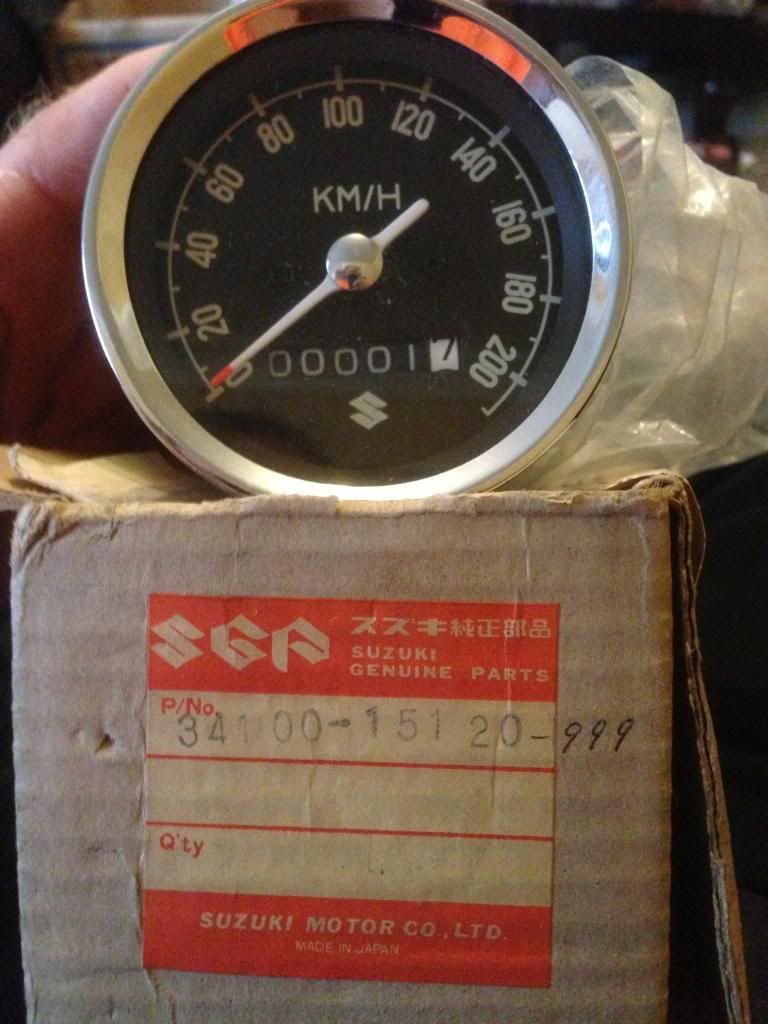 100
80
120
60
140
KM/H
40
160
20
180
0
000017
200
SGP
スズキ純正部品
SUZUKI
GENUINE PARTS
P/No.
34100-15120-999
Q'ty
SUZUKI MOTOR CO.,LTD.
MADE IN JAPAN